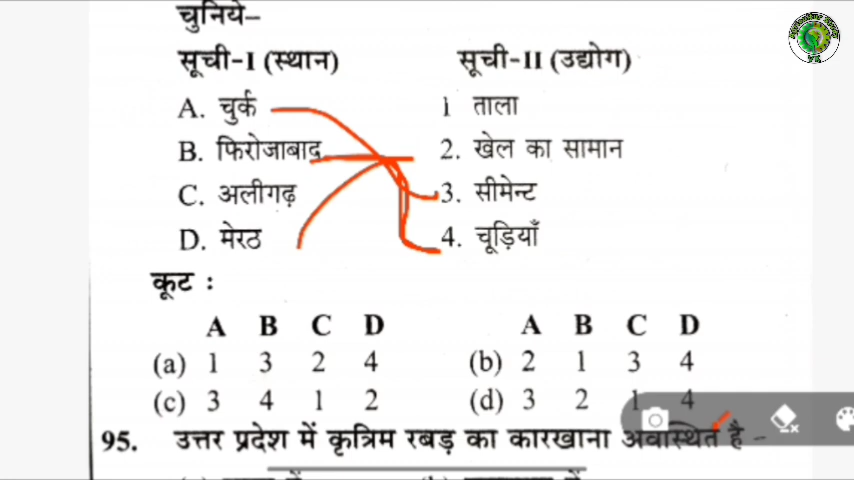 चुनिये–
सूची-I (स्थान) सूची-II (उद्योग)
A. चुर्क 1 ताला
B. फिरोजाबाद 2. खेल का सामान
C. अलीगढ़ 3. सीमेन्ट
D. मेरठ 4. चूड़ियाँ
कूट :
A B C D A B C D
(a) 1 3 2 4 (b) 2 1 3 4
(c) 3 4 1 2 (d) 3 2 1 4
95. उत्तर प्रदेश में कृत्रिम रबड़ का कारखाना अवस्थित है –